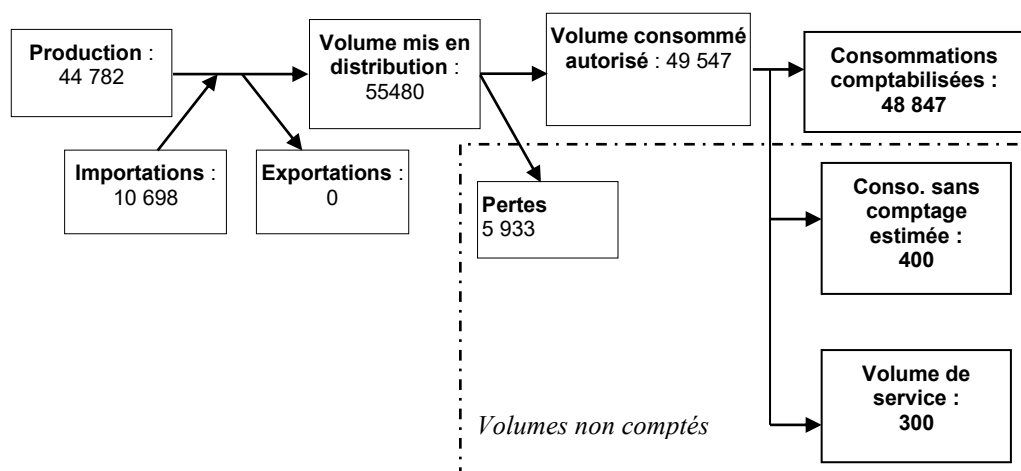 Production :
44 782
Volume mis en
distribution :
55480
Volume consommé
autorisé : 49 547
Consommations
comptabilisées :
48 847
Importations :
10 698
Exportations :
0
Pertes
5 933
Conso. sans
comptage
estimée :
400
Volume de
service :
300
Volumes non comptés